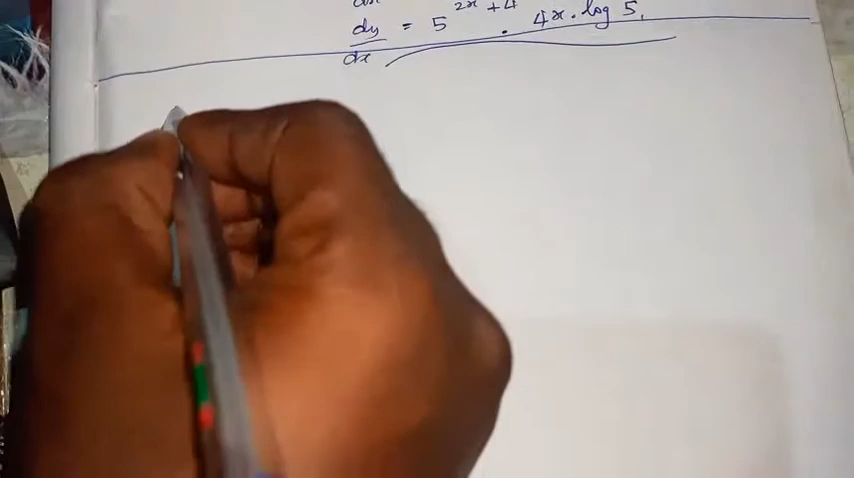 dy/dx = 5^{2x+4} . 4x . log 5,